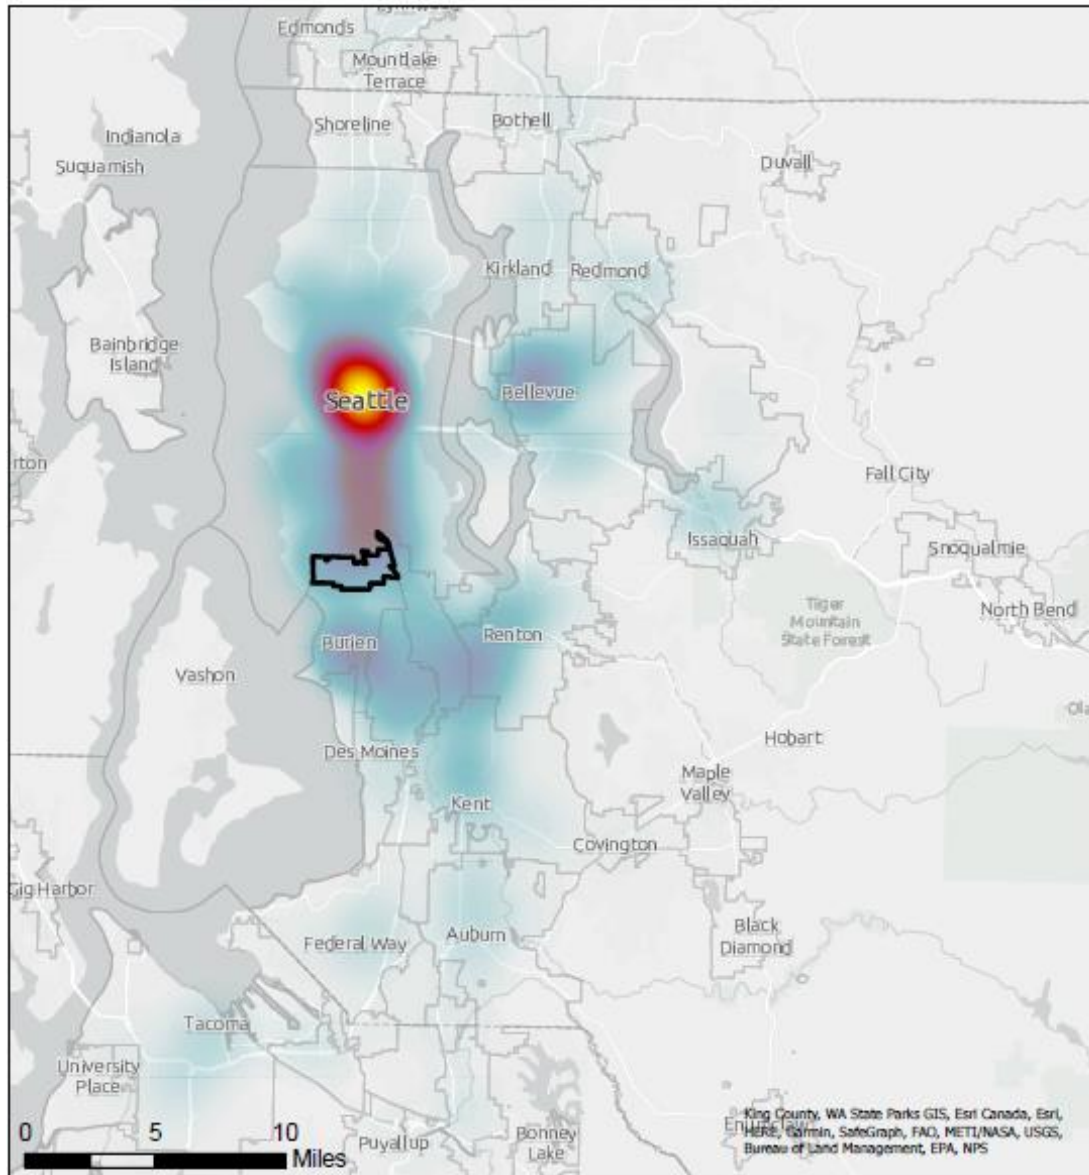 Edmonds
Mountlake
Terrace
Shoreline
Bothell
Indianola
Suquamish
Duvall
Kirkland
Redmond
Bainbridge
Island
Seattle
Bellevue
rton
Fall City
Issaquah
Snoqualmie
North Bend
Tiger
Mountain
State Forest
Burien
Renton
Vashon
Des Moines
Hobart
Maple
Valley
Kent
Covington
Gig Harbor
Federal Way
Auburn
Black
Diamond
Tacoma
University
Place
Puyallup
Bonney
Lake
0 5 10
Miles
King County, WA State Parks GIS, Esri Canada, Esri,
HERE, Garmin, SafeGraph, FAO, METI/NASA, USGS,
Bureau of Land Management, EPA, NPS